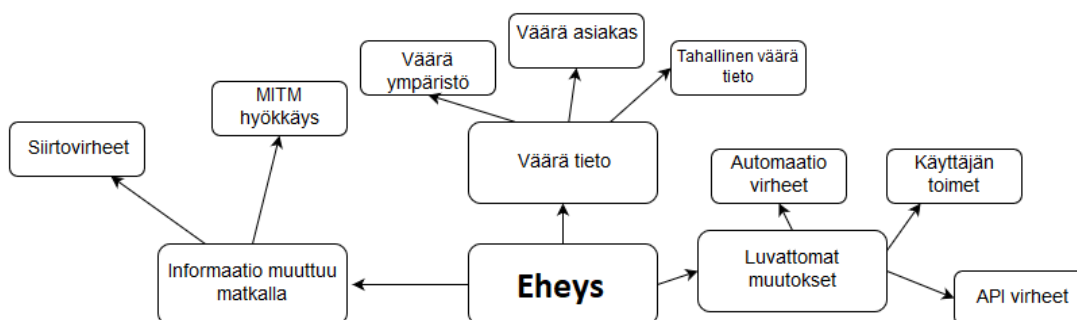 Väärä asiakas
Väärä
ympäristö
Tahallinen väärä
tieto
MITM
hyökkäys
Siirtovirheet
Väärä tieto
Automaatio
virheet
Käyttäjän
toimet
Informaatio muuttuu
matkalla
Eheys
Luvattomat
muutokset
API virheet